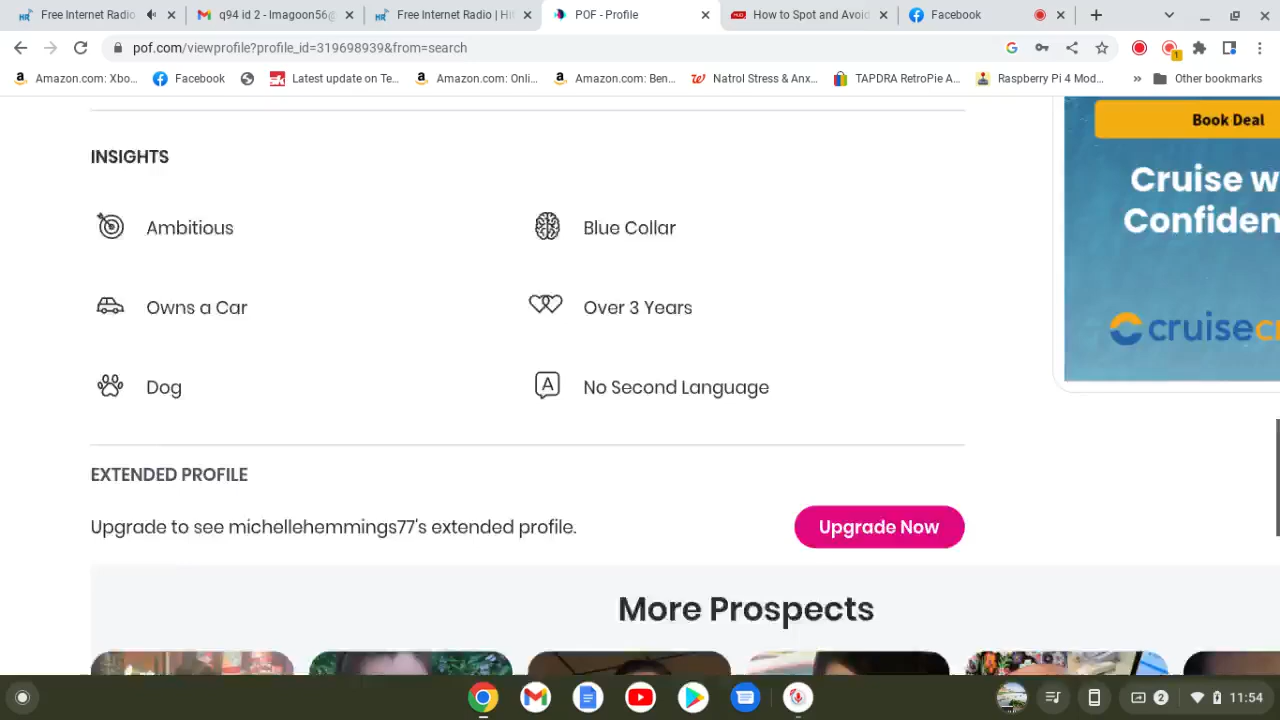 Free Internet Radio
q94 id 2 - Imagoon56@
Free Internet Radio | Hi
POF - Profile
How to Spot and Avoid
Facebook
pof.com/viewprofile?profile_id=319698939&from=search
1
Amazon.com: Xbo...
Facebook
Latest update on Te...
Amazon.com: Onli...
Amazon.com: Ben...
Natrol Stress & Anx...
TAPDRA RetroPie A...
Raspberry Pi 4 Mod...
»
Other bookmarks
Book Deal
INSIGHTS
Cruise w
Confiden
Ambitious
Blue Collar
Owns a Car
Over 3 Years
cruisecr
Dog
A
No Second Language
EXTENDED PROFILE
Upgrade to see michellehemmings77's extended profile.
Upgrade Now
More Prospects
2
11:54